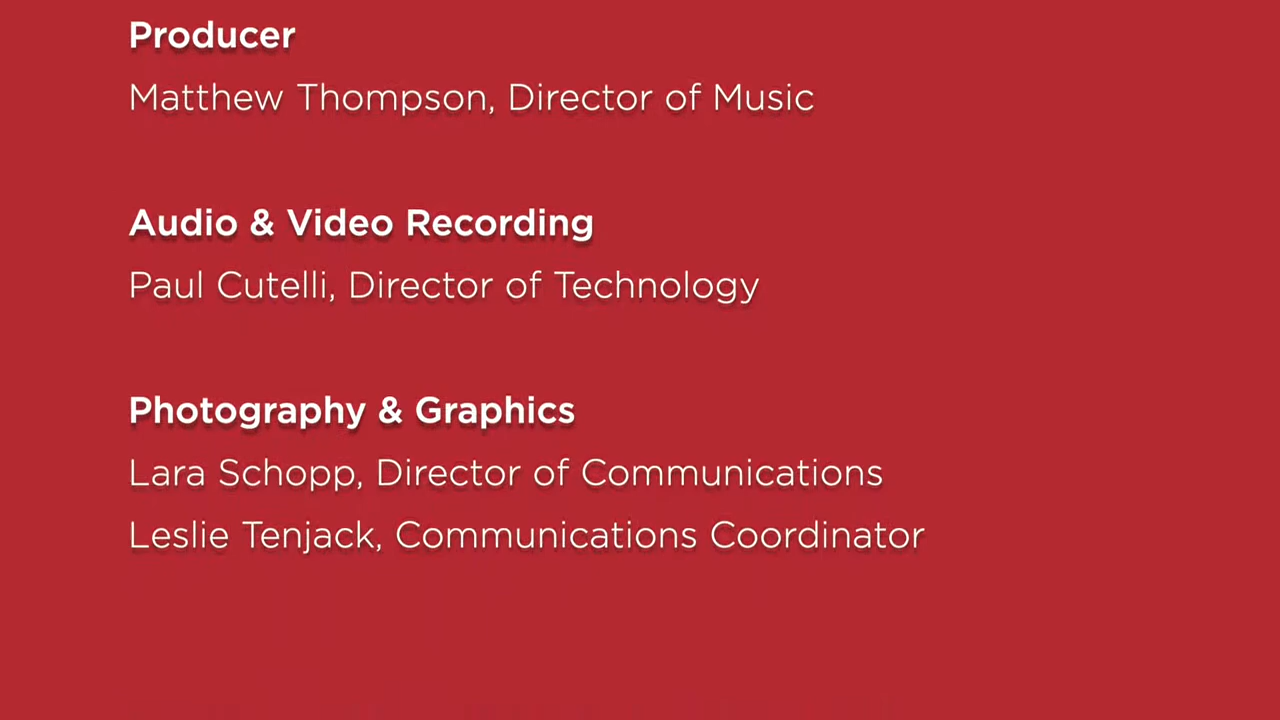 Producer
Matthew Thompson, Director of Music
Audio & Video Recording
Paul Cutelli, Director of Technology
Photography & Graphics
Lara Schopp, Director of Communications
Leslie Tenjack, Communications Coordinator